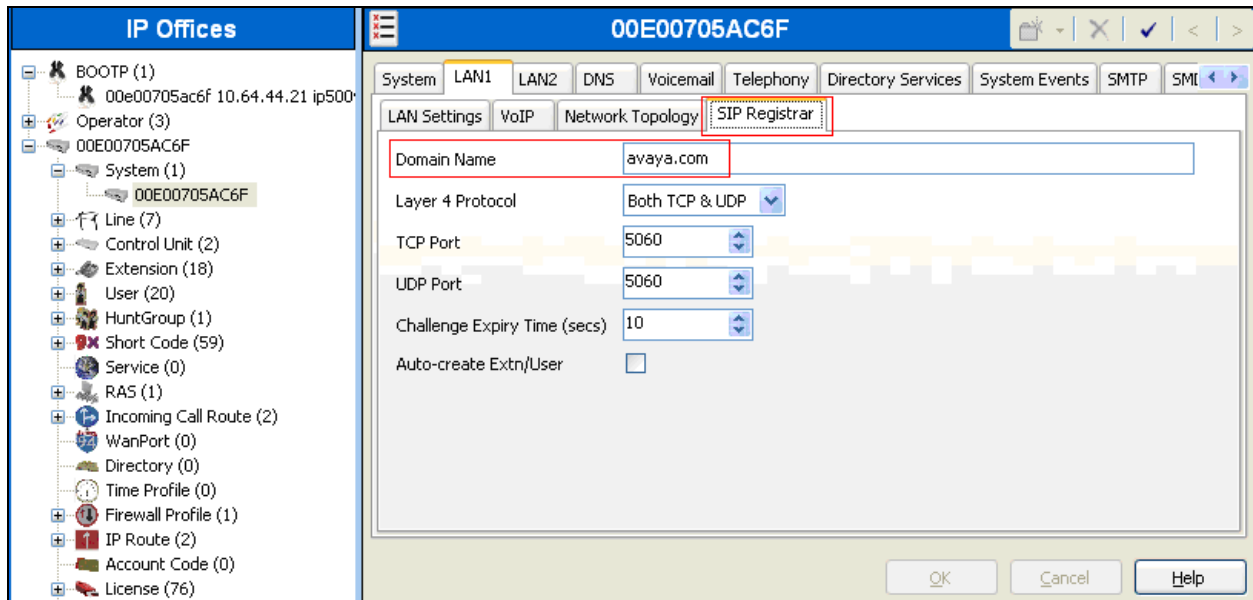 IP Offices
BOOTP (1)
00e00705ac6f 10.64.44.21 ip500
Operator (3)
00E00705AC6F
System (1)
00E00705AC6F
Line (7)
Control Unit (2)
Extension (18)
User (20)
HuntGroup (1)
Short Code (59)
Service (0)
RAS (1)
Incoming Call Route (2)
WanPort (0)
Directory (0)
Time Profile (0)
Firewall Profile (1)
IP Route (2)
Account Code (0)
License (76)
00E00705AC6F
System LAN1 LAN2 DNS Voicemail Telephony Directory Services System Events SMTP
LAN Settings VoIP Network Topology SIP Registrar
Domain Name avaya.com
Layer 4 Protocol Both TCP & UDP
TCP Port 5060
UDP Port 5060
Challenge Expiry Time (secs) 10
Auto-create Extn/User
OK Cancel Help